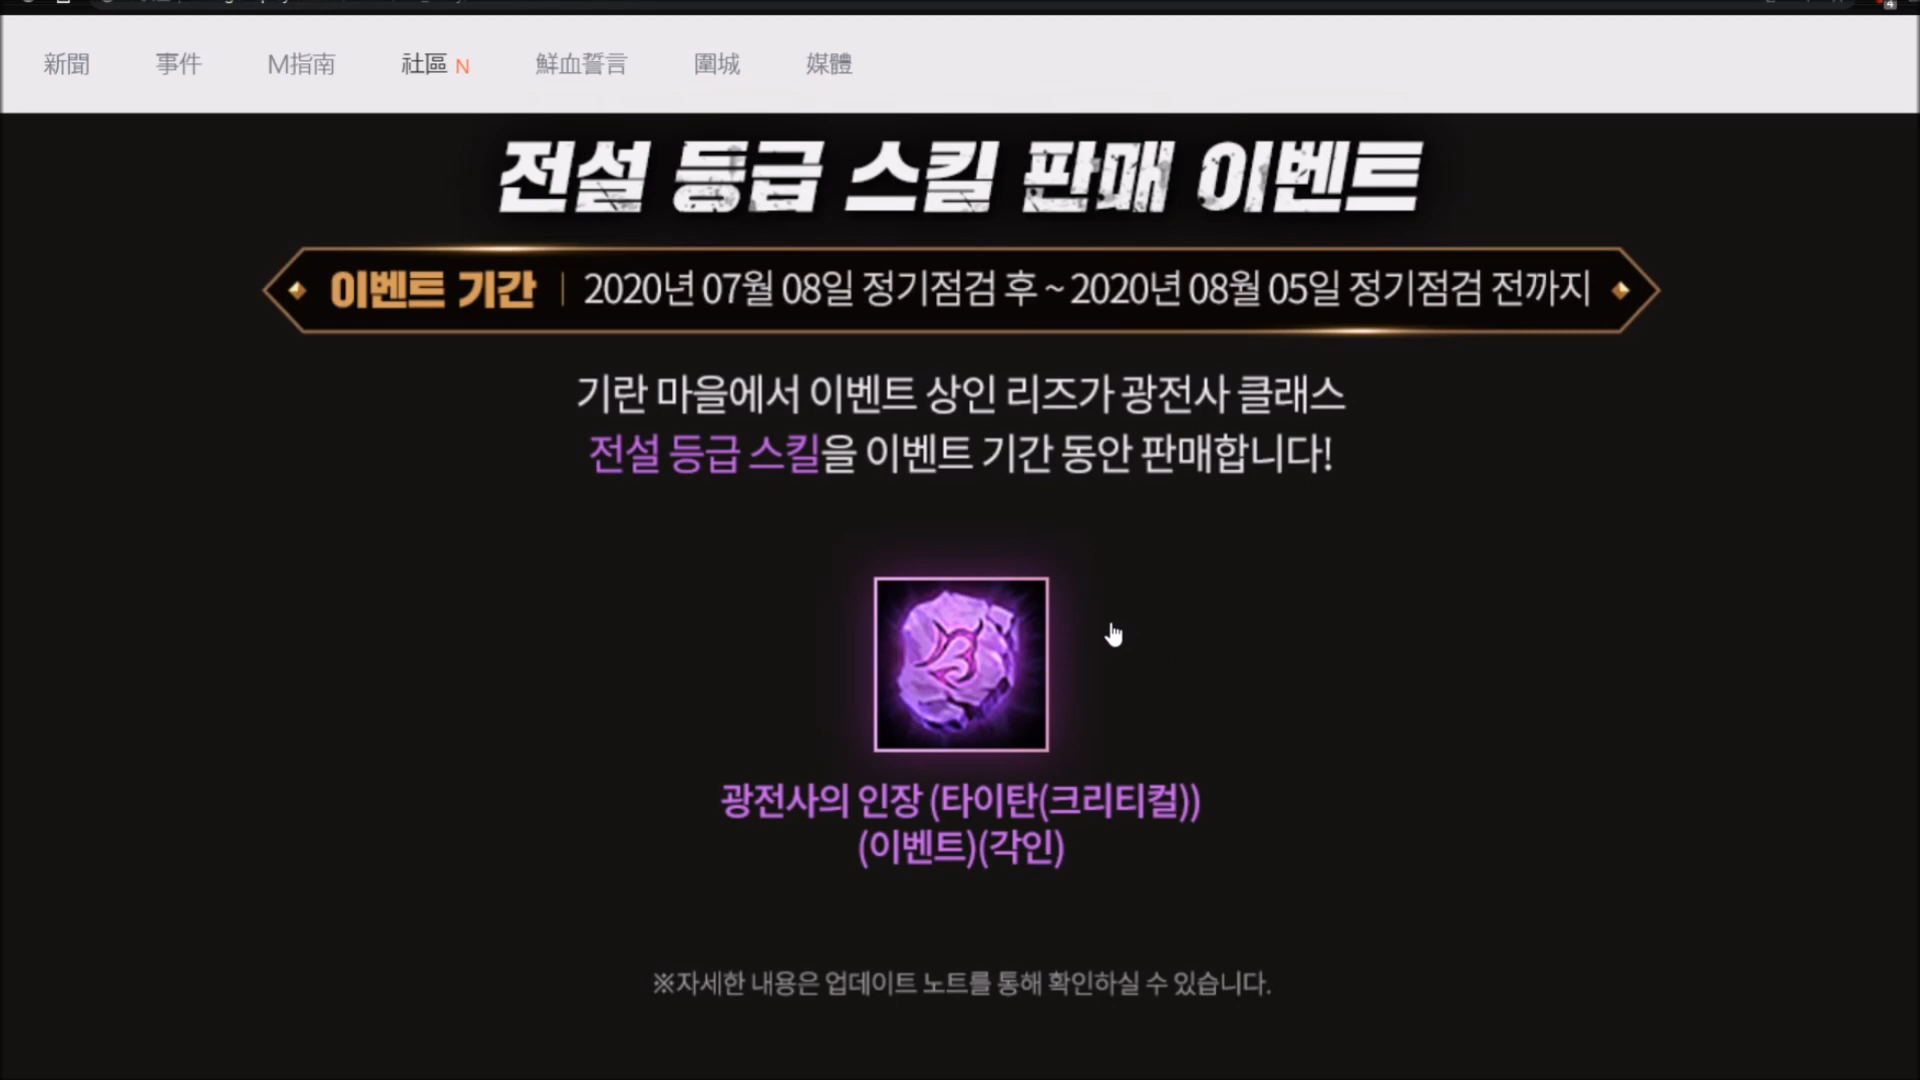 新聞 事件 M指南 社區 N 鮮血誓言 圍城 媒體
전설 등급 스킬 판매 이벤트
이벤트 기간 2020년 07월 08일 정기점검 후 ~ 2020년 08월 05일 정기점검 전까지
기란 마을에서 이벤트 상인 리즈가 광전사 클래스
전설 등급 스킬을 이벤트 기간 동안 판매합니다!
광전사의 인장 (타이탄(크리티컬))
(이벤트)(각인)
※자세한 내용은 업데이트 노트를 통해 확인하실 수 있습니다.